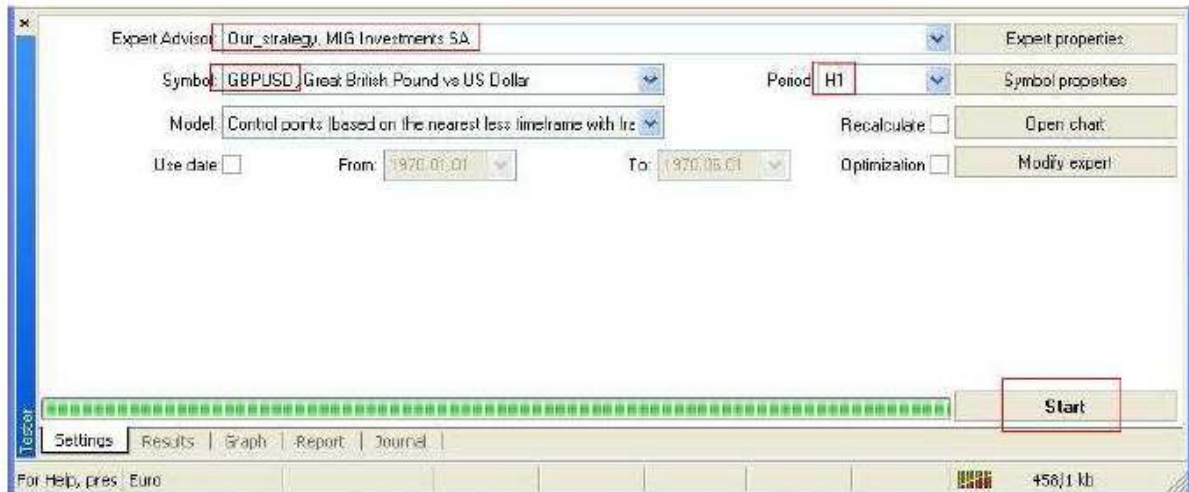 Expert Advisor: Our_strategy, MIG Investments SA Expert properties
Symbol: GBPUSD, Great British Pound vs US Dollar Period: H1 Symbol properties
Model: Control points (based on the nearest less timeframe with fra Recalculate Open chart
Use date From: 1970.01.01 To: Optimization Modify expert
Start
Tester
Settings | Results | Graph | Report | Journal |
For Help, pres Euro 458/1 kb